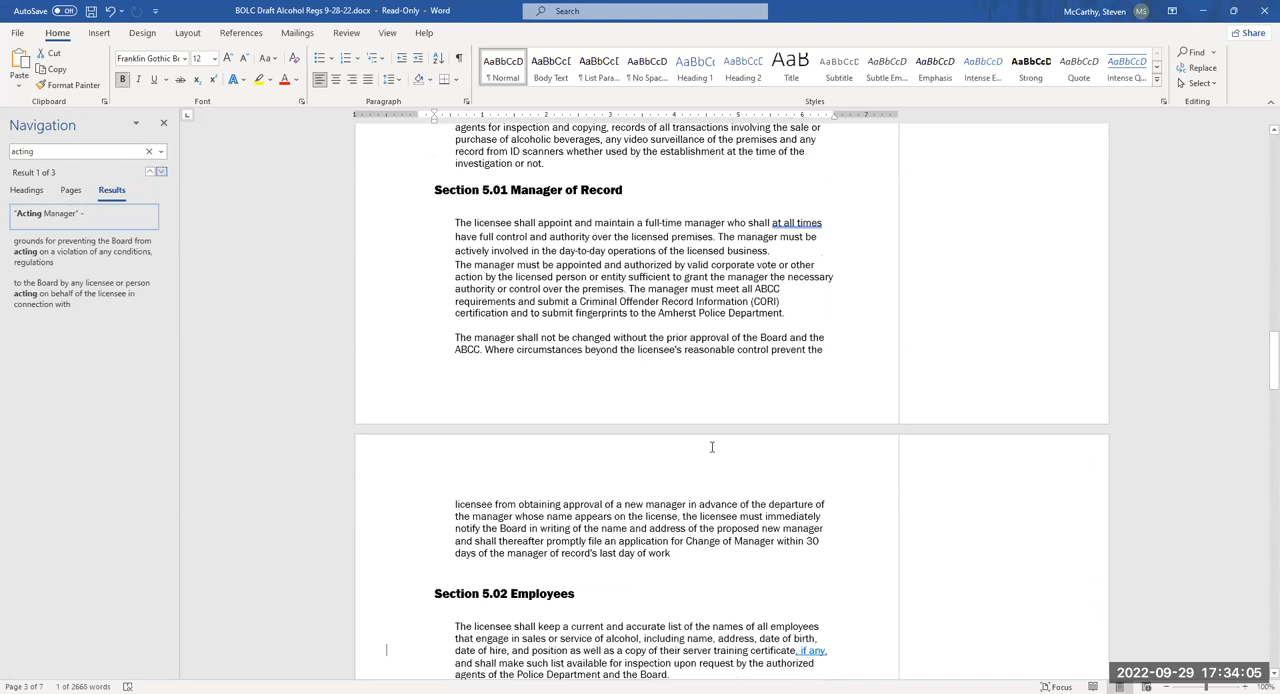 AutoSave Off BOLC Draft Alcohol Regs 9-28-22.docx - Read-Only - Word Search McCarthy, Steven MS
File Home Insert Design Layout References Mailings Review View Help Share
Paste Cut Copy Format Painter
Franklin Gothic B 12 Aa
B I U ab x₂ x² A A
AaBbCcD AaBbCc AaBbCcD AaBbCcD AaBbC( AaBbCcD AaB AaBbCcD AaBbCcD AaBbCcD AaBbCcD AaBbCcD AaBbCcD AaBbCcD
¶ Normal Body Text ¶ List Para... ¶ No Spac... Heading 1 Heading 2 Title Subtitle Subtle Em... Emphasis Intense E... Strong Quote Intense Q...
Find Replace Select
Clipboard Font Paragraph Styles Editing
Navigation
acting
Result 1 of 3
Headings Pages Results
"Acting Manager" -
grounds for preventing the Board from
acting on a violation of any conditions,
regulations
to the Board by any licensee or person
acting on behalf of the licensee in
connection with
1 1 2 3 4 5 6 7
agents for inspection and copying, records of all transactions involving the sale or
purchase of alcoholic beverages, any video surveillance of the premises and any
record from ID scanners whether used by the establishment at the time of the
investigation or not.
Section 5.01 Manager of Record
The licensee shall appoint and maintain a full-time manager who shall at all times
have full control and authority over the licensed premises. The manager must be
actively involved in the day-to-day operations of the licensed business.
The manager must be appointed and authorized by valid corporate vote or other
action by the licensed person or entity sufficient to grant the manager the necessary
authority or control over the premises. The manager must meet all ABCC
requirements and submit a Criminal Offender Record Information (CORI)
certification and to submit fingerprints to the Amherst Police Department.
The manager shall not be changed without the prior approval of the Board and the
ABCC. Where circumstances beyond the licensee's reasonable control prevent the
licensee from obtaining approval of a new manager in advance of the departure of
the manager whose name appears on the license, the licensee must immediately
notify the Board in writing of the name and address of the proposed new manager
and shall thereafter promptly file an application for Change of Manager within 30
days of the manager of record's last day of work
Section 5.02 Employees
The licensee shall keep a current and accurate list of the names of all employees
that engage in sales or service of alcohol, including name, address, date of birth,
date of hire, and position as well as a copy of their server training certificate, if any,
and shall make such list available for inspection upon request by the authorized
agents of the Police Department and the Board.
2022-09-29 17:34:05
Page 3 of 7 1 of 2668 words Focus 100%